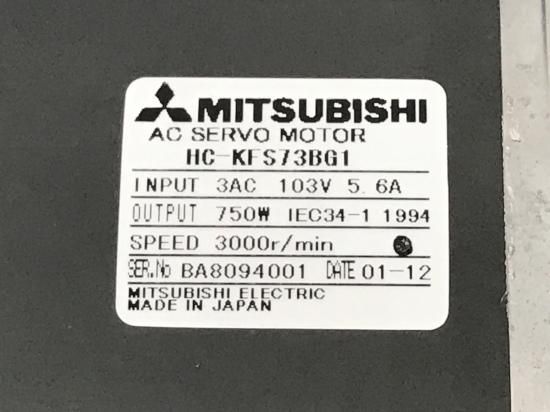 MITSUBISHI
AC SERVO MOTOR
HC-KFS73BG1
INPUT 3AC 103V 5.6A
OUTPUT 750W IEC34-1 1994
SPEED 3000r/min
SER.No BA8094001 DATE 01-12
MITSUBISHI ELECTRIC
MADE IN JAPAN